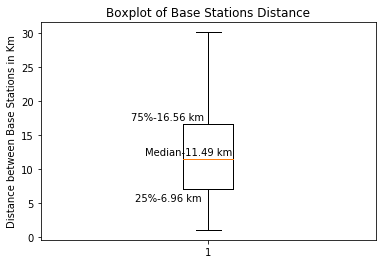 Boxplot of Base Stations Distance
Distance between Base Stations in Km
30
25
20
15
10
5
0
75%-16.56 km
Median-11.49 km
25%-6.96 km
1